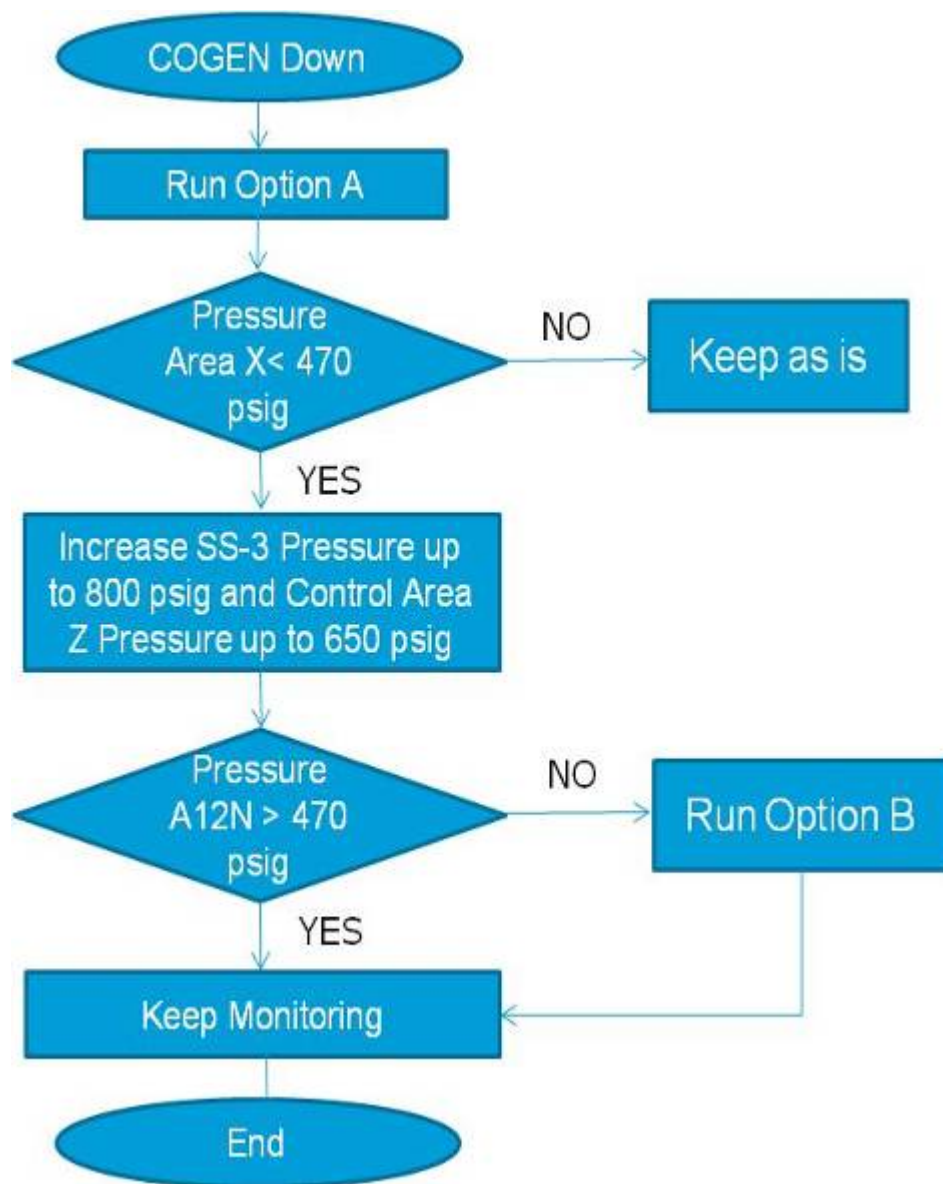 COGEN Down
Run Option A
Pressure
Area X< 470
psig
NO
Keep as is
YES
Increase SS-3 Pressure up
to 800 psig and Control Area
Z Pressure up to 650 psig
Pressure
A12N > 470
psig
NO
Run Option B
YES
Keep Monitoring
End